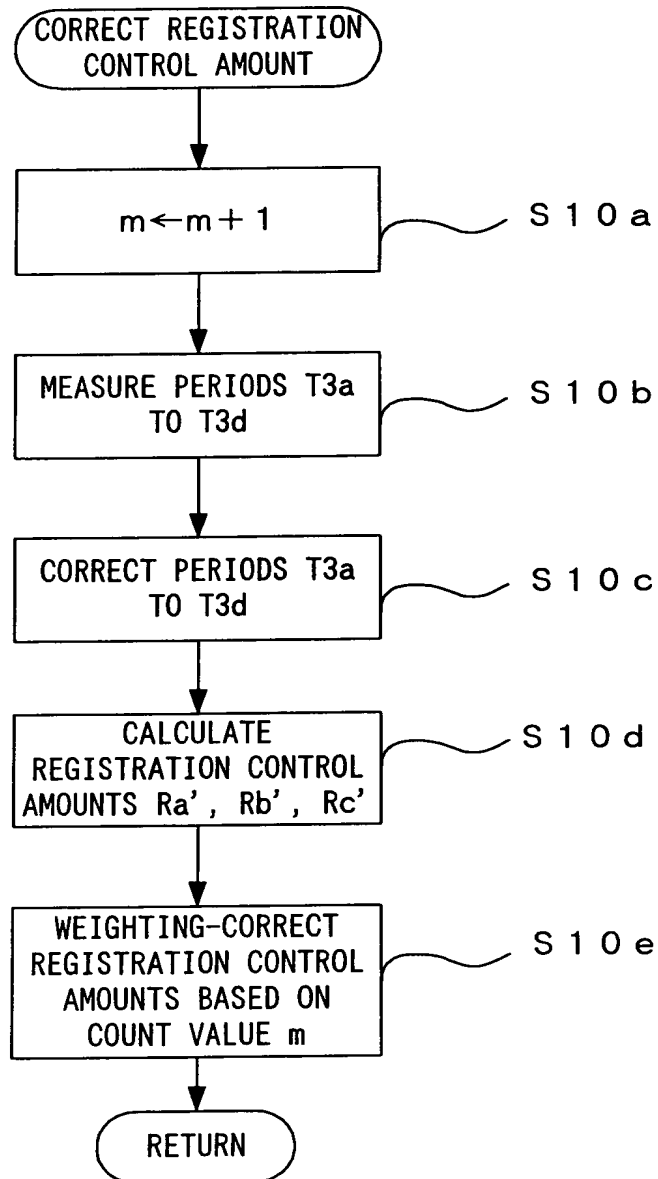 CORRECT REGISTRATION
CONTROL AMOUNT
m←m+1
S10a
MEASURE PERIODS T3a
TO T3d
S10b
CORRECT PERIODS T3a
TO T3d
S10c
CALCULATE
REGISTRATION CONTROL
AMOUNTS Ra', Rb', Rc'
S10d
WEIGHTING-CORRECT
REGISTRATION CONTROL
AMOUNTS BASED ON
COUNT VALUE m
S10e
RETURN